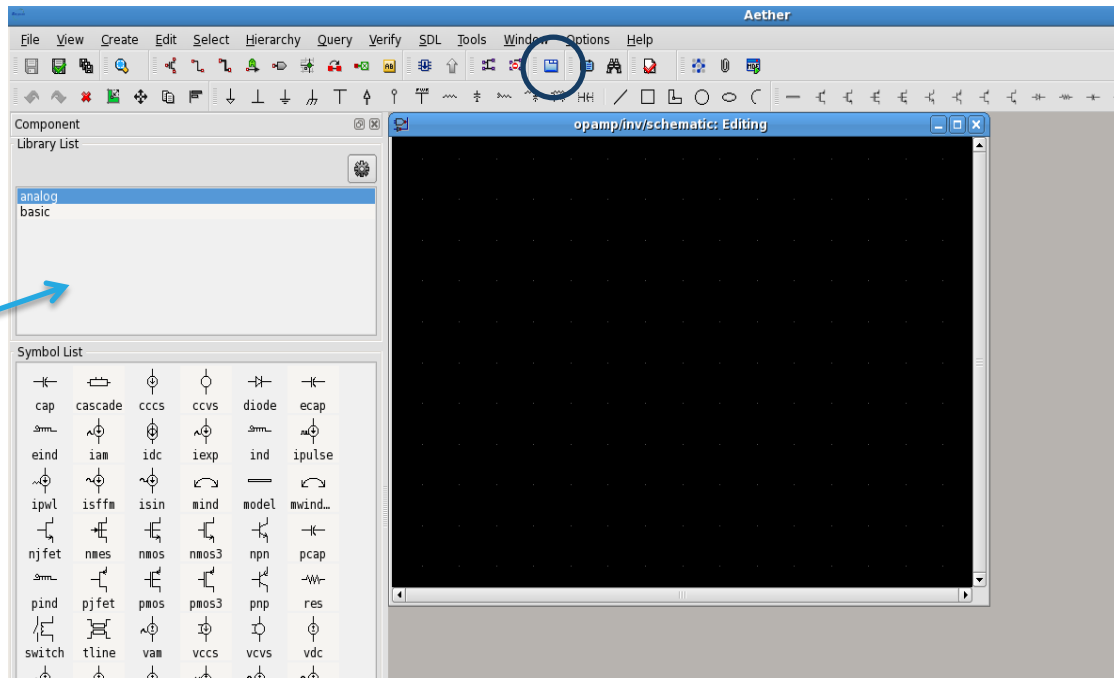 Aether
File View Create Edit Select Hierarchy Query Verify SDL Tools Window Options Help
Component
opamp/inv/schematic: Editing
Library List
analog
basic
Symbol List
cap cascade cccs ccvs diode ecap
eind iam idc iexp ind ipulse
ipwl isffm isin mind model mwind...
njfet nmes nmos nmos3 npn pcap
pind pjfet pmos pmos3 pnp res
switch tline vam vccs vcvs vdc